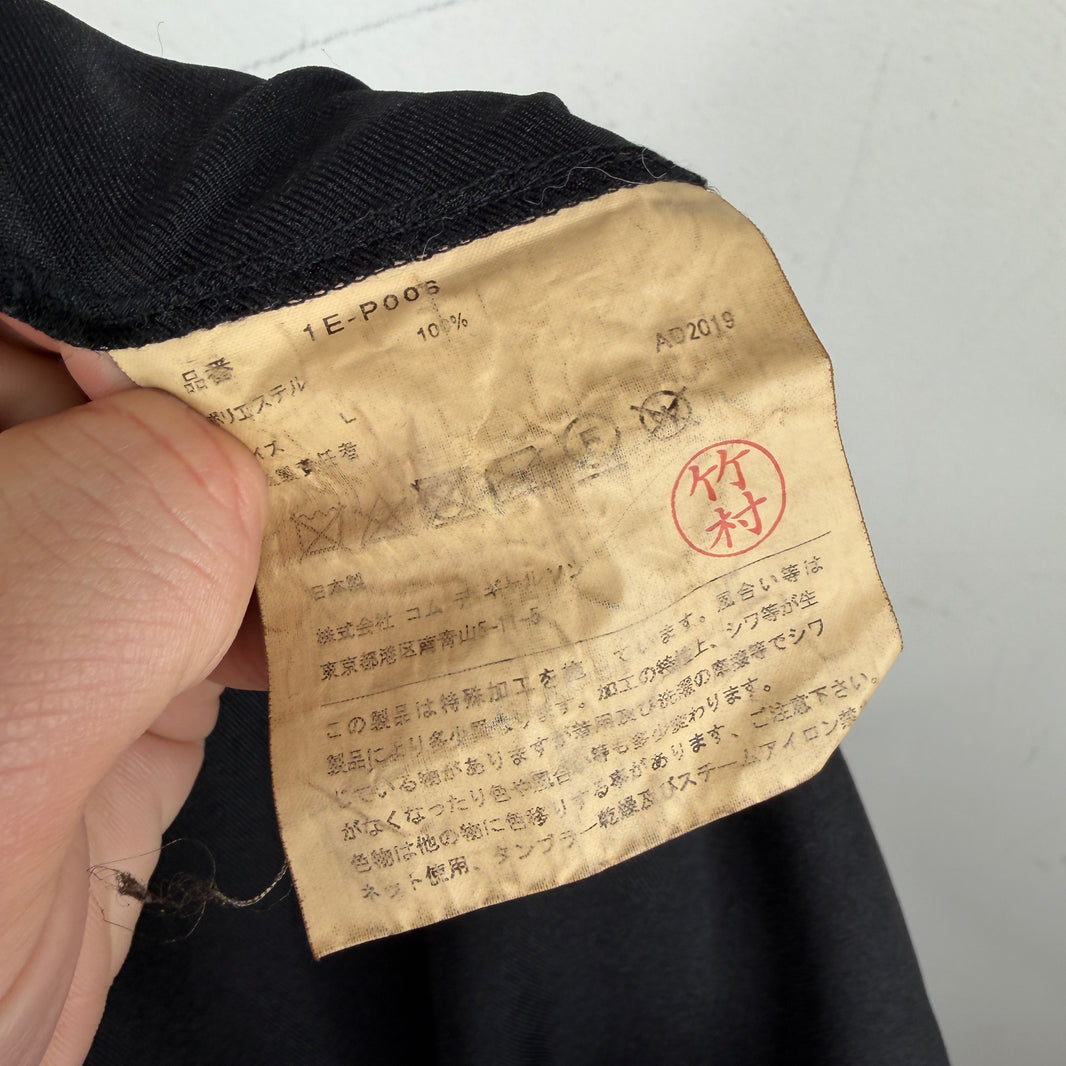 品番 1E-P006
ポリエステル 100%
サイズ L AD2019
責任者
竹村
日本製
株式会社 コム デ ギャルソン
東京都港区南青山5-11-5
この製品は特殊加工を施しています。風合い等は
製品により多少異なります。加工の特性上、シワ等が生
じている物がありますが着用及び洗濯の摩擦等でシワ
がなくなったり色や風合い等も多少変わります。
色物は他の物に色移りする事があります、ご注意下さい。
ネット使用、タンブラー乾燥及びスチームアイロン禁